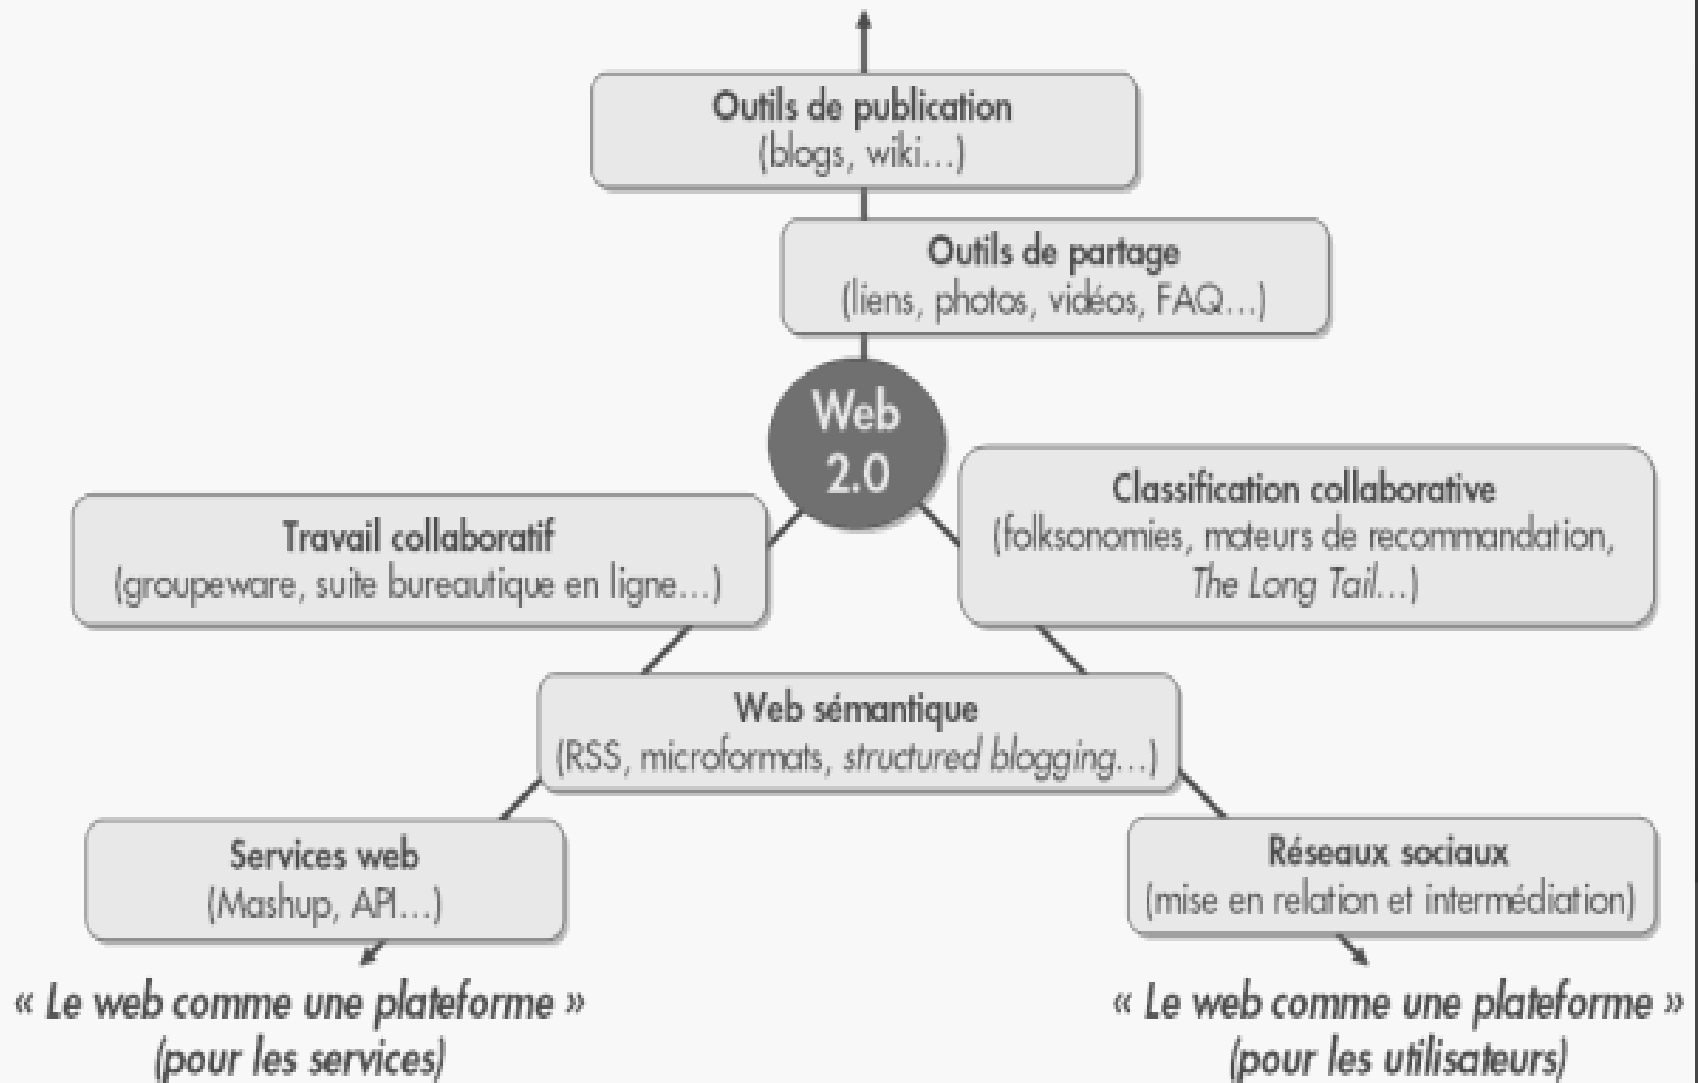 Outils de publication
(blogs, wiki...)
Outils de partage
(liens, photos, vidéos, FAQ...)
Web
2.0
Travail collaboratif
(groupeware, suite bureautique en ligne...)
Classification collaborative
(folksonomies, moteurs de recommandation,
The Long Tail...)
Web sémantique
(RSS, microformats, structured blogging...)
Services web
(Mashup, API...)
Réseaux sociaux
(mise en relation et intermédiation)
« Le web comme une plateforme »
(pour les services)
« Le web comme une plateforme »
(pour les utilisateurs)